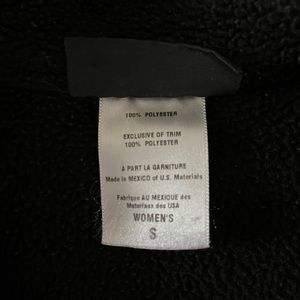 100% POLYESTER
EXCLUSIVE OF TRIM
100% POLYESTER
A PART LA GARNITURE
Made in MEXICO of U.S. Materials
Fabrique AU MEXIQUE des
Materiaux des USA
WOMEN'S
S